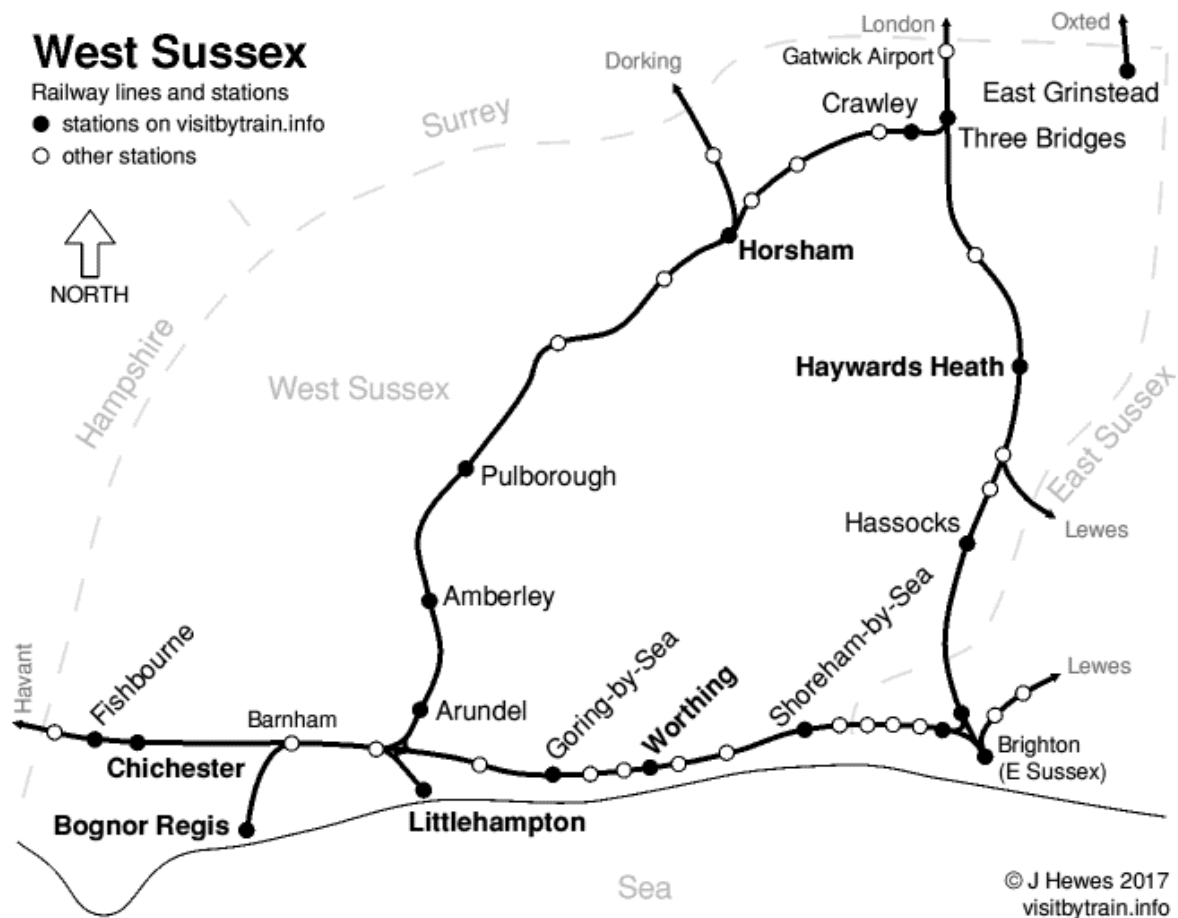 West Sussex
Railway lines and stations
stations on visitbytrain.info
other stations
NORTH
London
Oxted
Gatwick Airport
Dorking
East Grinstead
Crawley
Three Bridges
Surrey
Horsham
Hampshire
West Sussex
Haywards Heath
East Sussex
Pulborough
Hassocks
Lewes
Amberley
Shoreham-by-Sea
Havant
Fishbourne
Goring-by-Sea
Worthing
Lewes
Arundel
Barnham
Brighton
(E Sussex)
Chichester
Bognor Regis
Littlehampton
Sea
© J Hewes 2017
visitbytrain.info